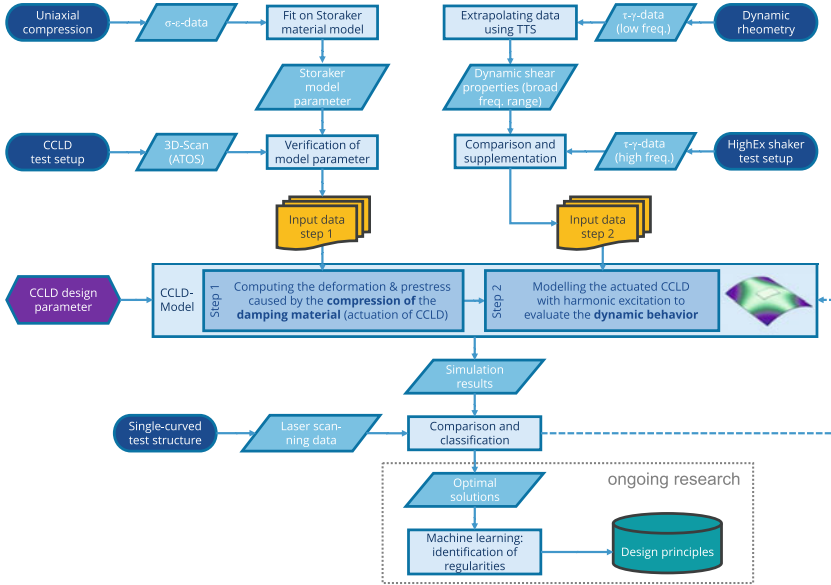 Uniaxial
compression
σ-ε-data
Fit on Storaker
material model
Extrapolating data
using TTS
τ-γ-data
(low freq.)
Dynamic
rheometry
Storaker
model
parameter
Dynamic shear
properties (broad
freq. range)
CCLD
test setup
3D-Scan
(ATOS)
Verification of
model parameter
Comparison and
supplementation
τ-γ-data
(high freq.)
HighEx shaker
test setup
Input data
step 1
Input data
step 2
CCLD design
parameter
CCLD-
Model
Step 1
Computing the deformation & prestress
caused by the compression of the
damping material (actuation of CCLD)
Step 2
Modelling the actuated CCLD
with harmonic excitation to
evaluate the dynamic behavior
Simulation
results
Single-curved
test structure
Laser scan-
ning data
Comparison and
classification
ongoing research
Optimal
solutions
Machine learning:
identification of
regularities
Design principles